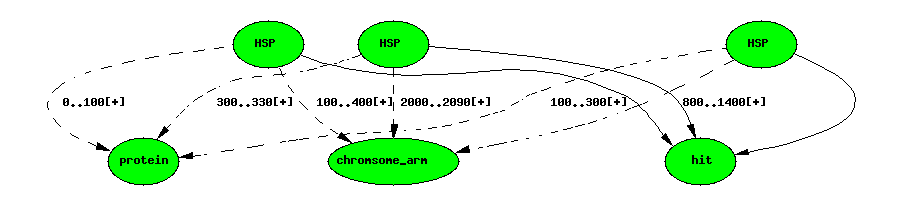 HSP HSP HSP
0..100[+] 300..330[+] 100..400[+] 2000..2090[+] 100..300[+] 800..1400[+]
protein chromsome_arm hit